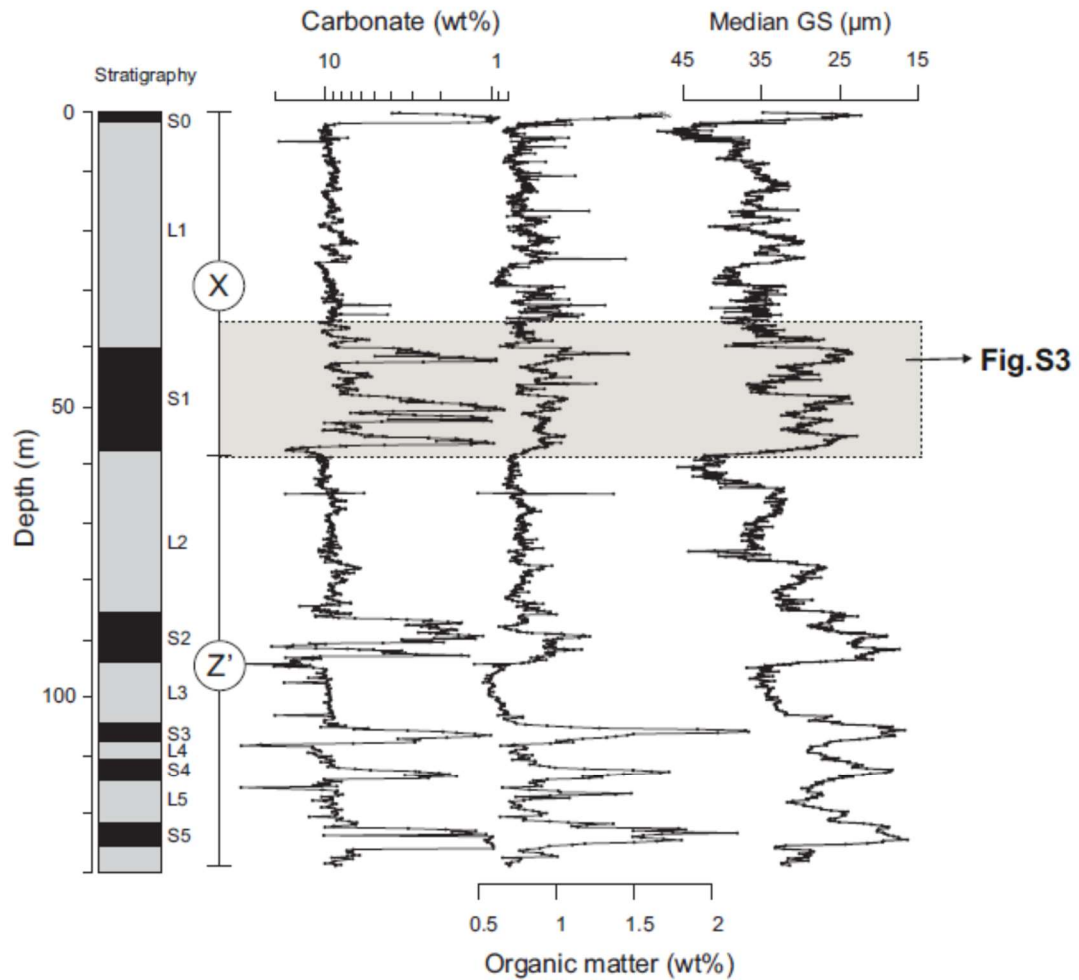 Carbonate (wt%)
Median GS (µm)
10
1
45
35
25
15
Stratigraphy
0
S0
L1
X
Fig.S3
S1
50
Depth (m)
L2
S2
Z'
100
L3
S3
L4
S4
L5
S5
0.5
1
1.5
2
Organic matter (wt%)